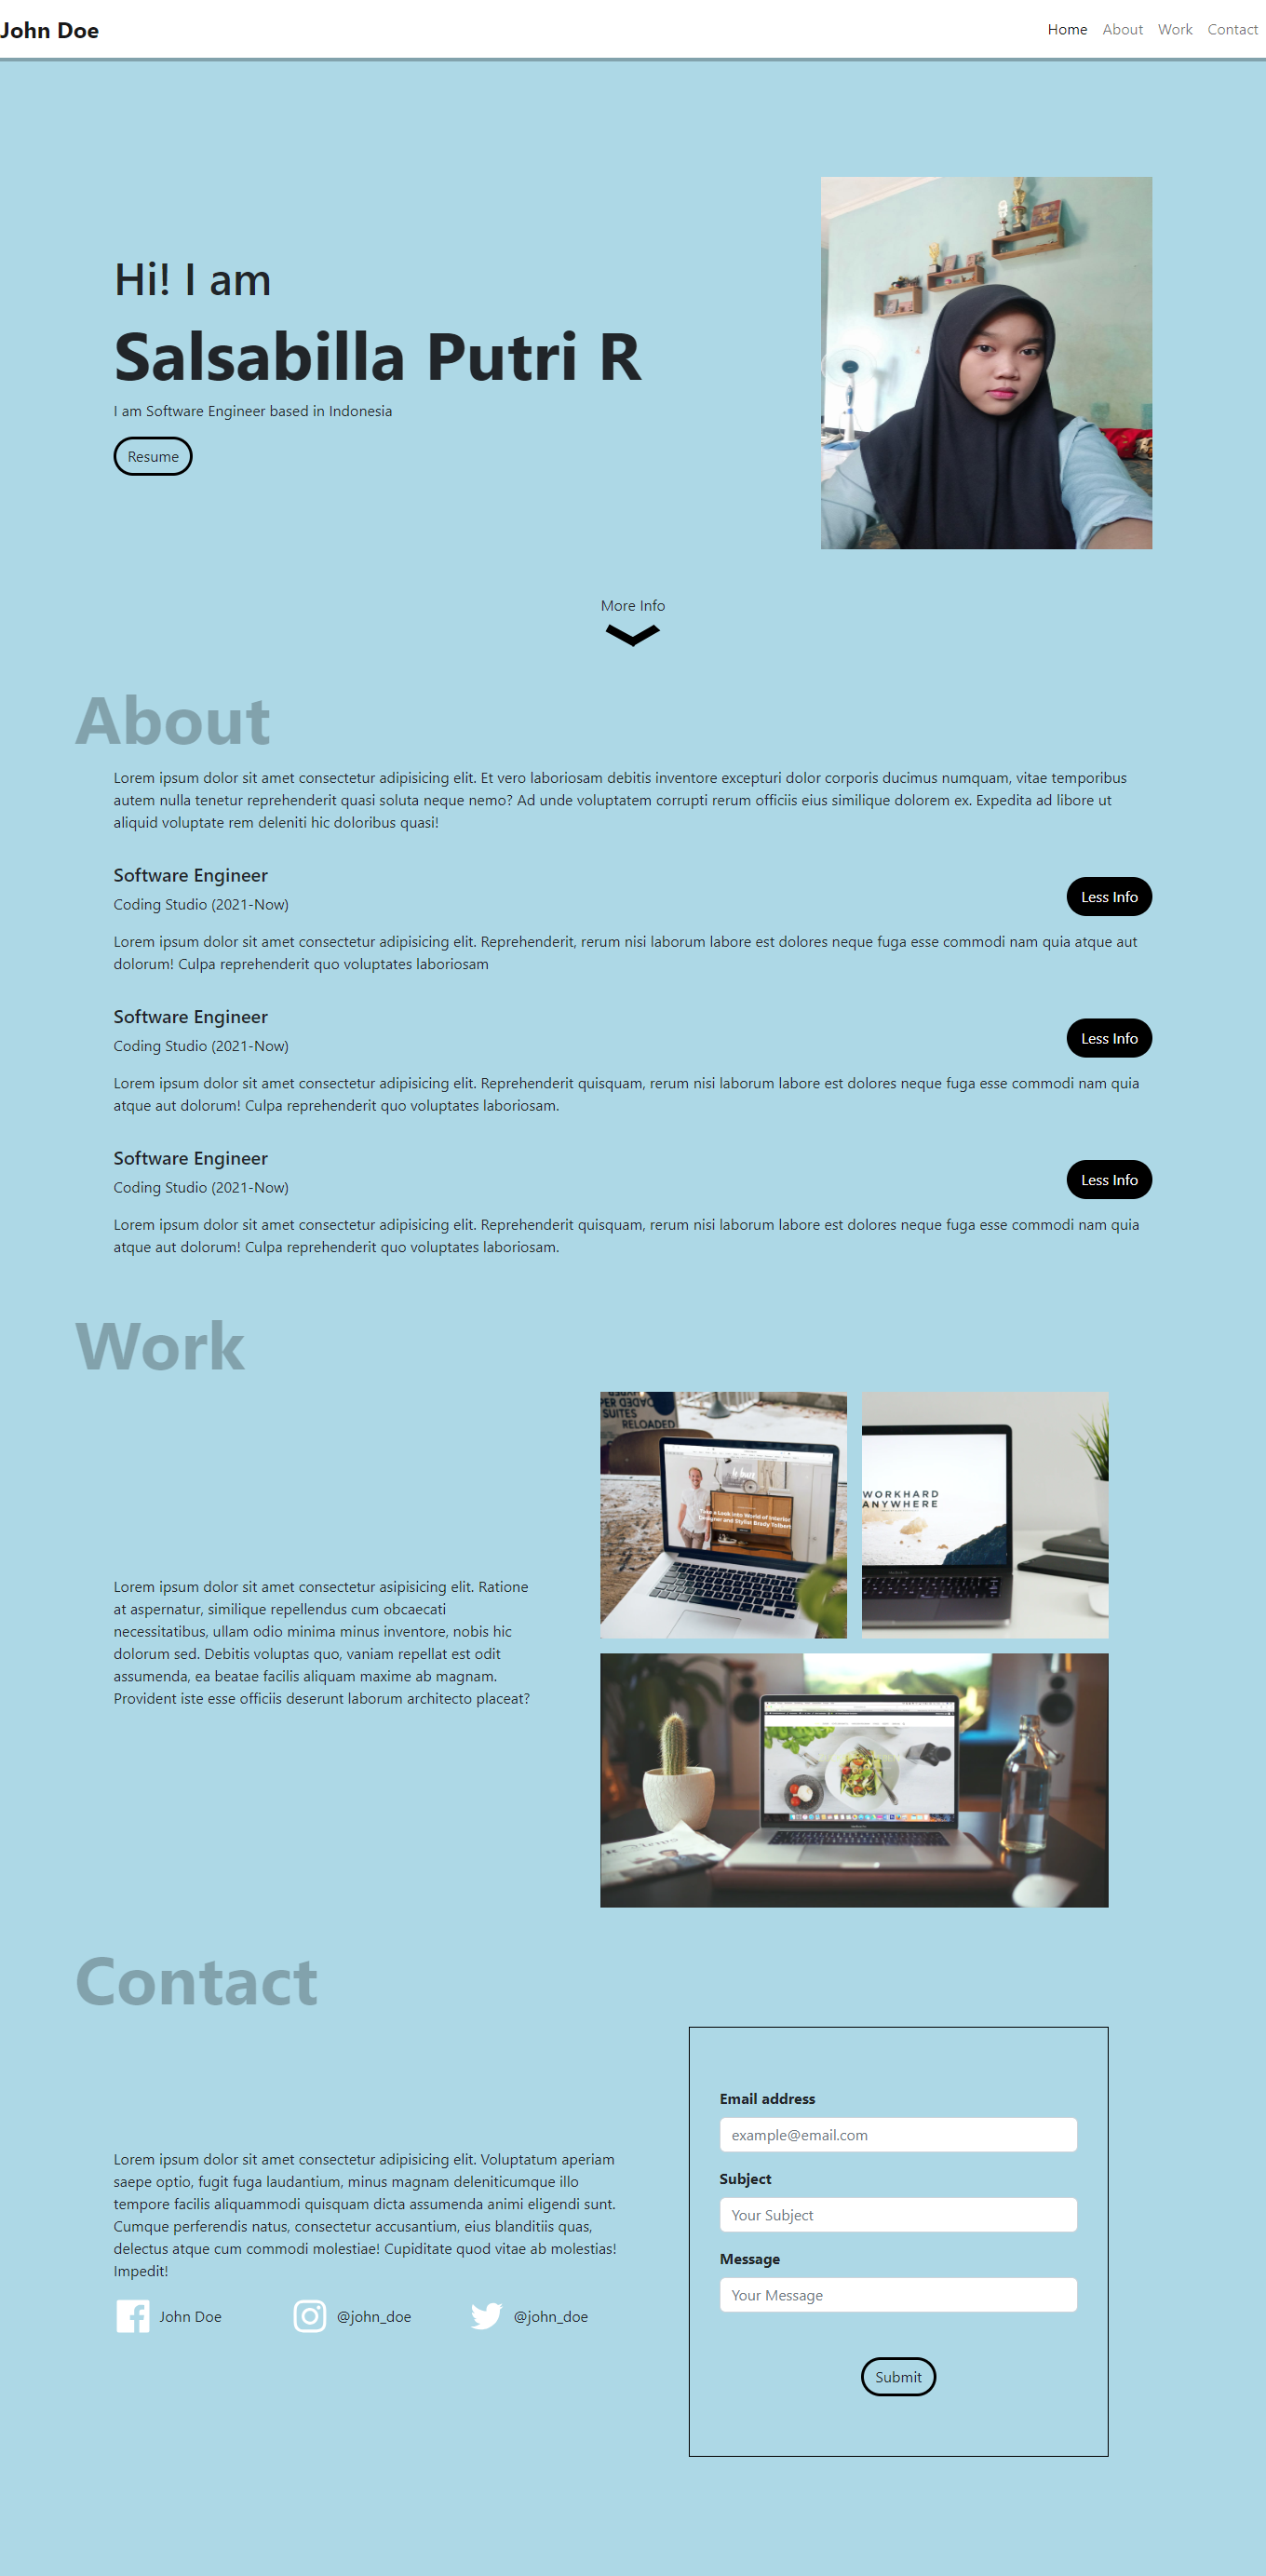 John Doe
Home About Work Contact
Hi! I am
Salsabilla Putri R
I am Software Engineer based in Indonesia
Resume
More Info
About
Lorem ipsum dolor sit amet consectetur adipisicing elit. Et vero laboriosam debitis inventore excepturi dolor corporis ducimus numquam, vitae temporibus
autem nulla tenetur reprehenderit quasi soluta neque nemo? Ad unde voluptatem corrupti rerum officiis eius similique dolorem ex. Expedita ad libore ut
aliquid voluptate rem deleniti hic doloribus quasi!
Software Engineer
Coding Studio (2021-Now)
Less Info
Lorem ipsum dolor sit amet consectetur adipisicing elit. Reprehenderit, rerum nisi laborum labore est dolores neque fuga esse commodi nam quia atque aut
dolorum! Culpa reprehenderit quo voluptates laboriosam
Software Engineer
Coding Studio (2021-Now)
Less Info
Lorem ipsum dolor sit amet consectetur adipisicing elit. Reprehenderit quisquam, rerum nisi laborum labore est dolores neque fuga esse commodi nam quia
atque aut dolorum! Culpa reprehenderit quo voluptates laboriosam.
Software Engineer
Coding Studio (2021-Now)
Less Info
Lorem ipsum dolor sit amet consectetur adipisicing elit. Reprehenderit quisquam, rerum nisi laborum labore est dolores neque fuga esse commodi nam quia
atque aut dolorum! Culpa reprehenderit quo voluptates laboriosam.
Work
Lorem ipsum dolor sit amet consectetur asipisicing elit. Ratione
at aspernatur, similique repellendus cum obcaecati
necessitatibus, ullam odio minima minus inventore, nobis hic
dolorum sed. Debitis voluptas quo, vaniam repellat est odit
assumenda, ea beatae facilis aliquam maxime ab magnam.
Provident iste esse officiis deserunt laborum architecto placeat?
SUITES
RELOADED
Take a Look Into World of Interior
Designer and Stylist Brady Tolbert
WORKHARD
ANYWHERE
Contact
Lorem ipsum dolor sit amet consectetur adipisicing elit. Voluptatum aperiam
saepe optio, fugit fuga laudantium, minus magnam deleniticumque illo
tempore facilis aliquammodi quisquam dicta assumenda animi eligendi sunt.
Cumque perferendis natus, consectetur accusantium, eius blanditiis quas,
delectus atque cum commodi molestiae! Cupiditate quod vitae ab molestias!
Impedit!
John Doe @john_doe @john_doe
Email address
example@email.com
Subject
Your Subject
Message
Your Message
Submit